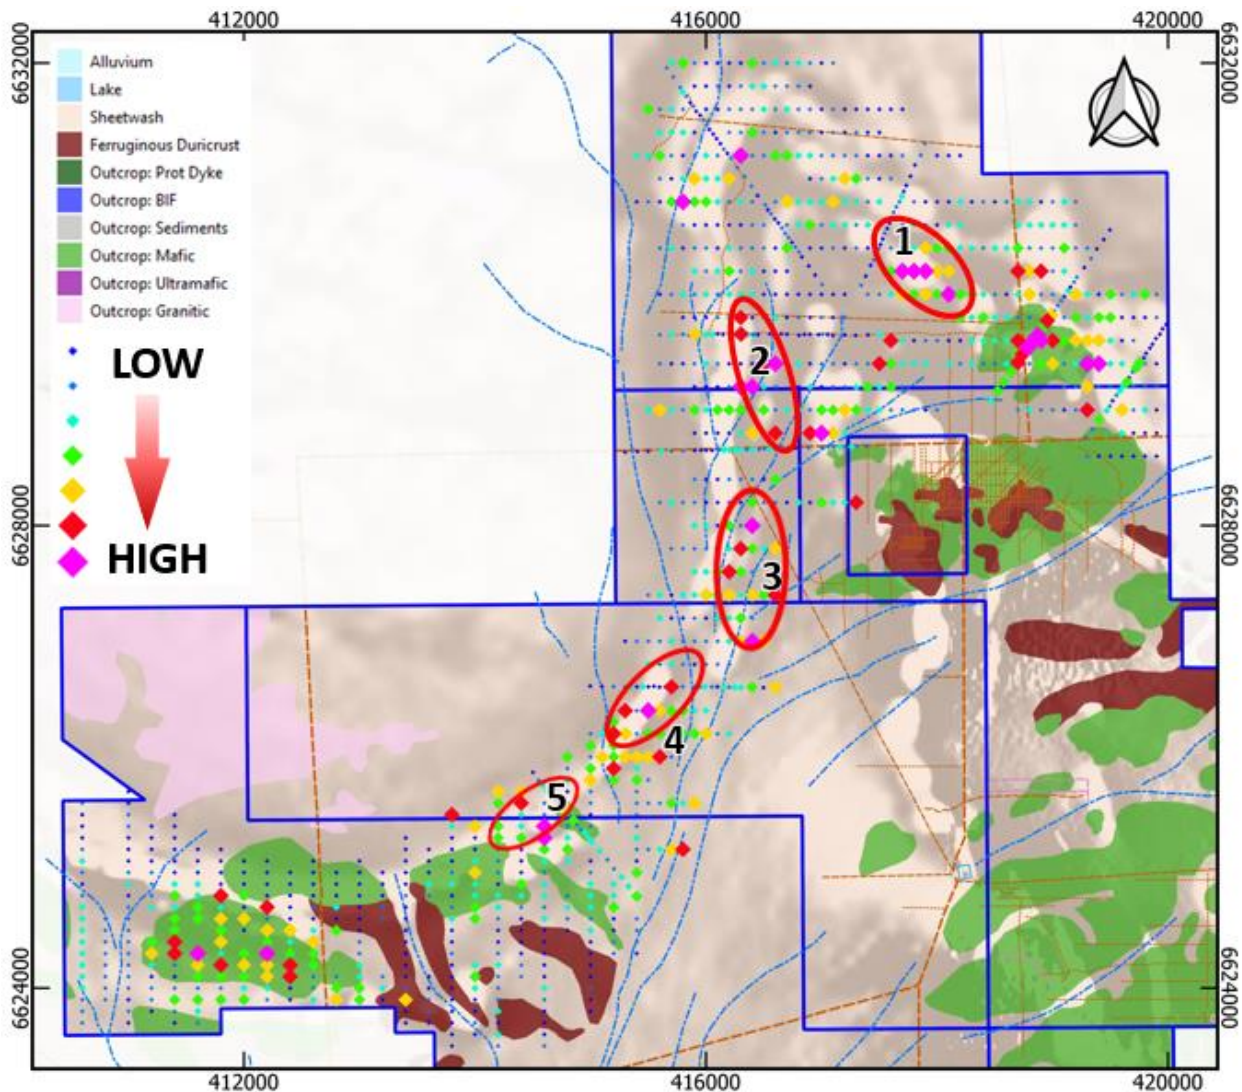 412000
416000
420000
6632000
6632000
Alluvium
Lake
Sheetwash
Ferruginous Duricrust
Outcrop: Prot Dyke
Outcrop: BIF
Outcrop: Sediments
Outcrop: Mafic
Outcrop: Ultramafic
Outcrop: Granitic
LOW
HIGH
1
2
6628000
6628000
3
4
5
6624000
6624000
412000
416000
420000